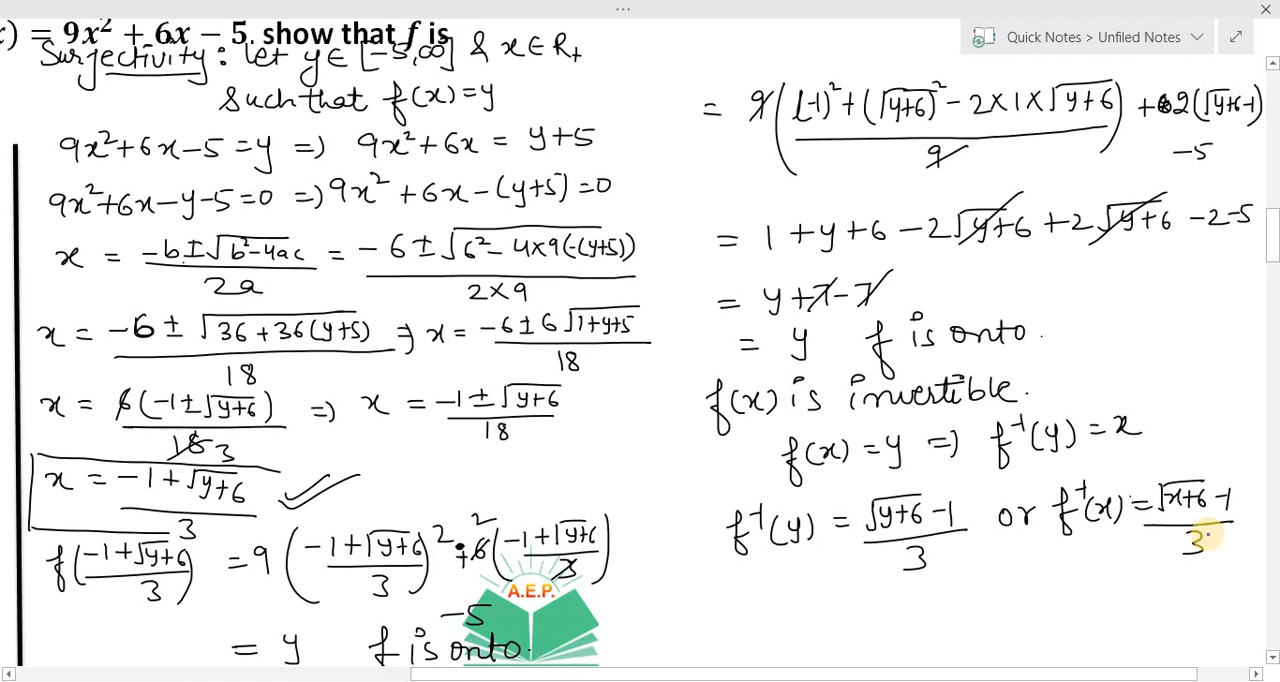 x) = 9x² + 6x − 5, show that f is
Surjectivity : let y ∈ [−5,∞] & x ∈ R₊
Such that f(x)=y
9x²+6x−5=y => 9x²+6x = y+5
9x²+6x−y−5=0 => 9x²+6x−(y+5)=0
x = (−b±√(b²−4ac))/2a = (−6±√(6²−4×9(−(y+5))))/(2×9)
x = (−6±√(36+36(y+5)))/18 => x = (−6±6√(1+y+5))/18
x = 6(−1±√(y+6))/18 3 => x = (−1±√(y+6))/18
x = (−1+√(y+6))/3 ✓
f((−1+√(y+6))/3) = 9((−1+√(y+6))/3)² + 6 2((−1+√(y+6))/3)
−5
= y f is onto.
A.E.P.
Quick Notes > Unfiled Notes
= 9(((−1)²+(√(y+6))²−2×1×√(y+6))/9) + 2(√(y+6)−1)
−5
= 1+y+6−2√(y+6)+2√(y+6)−2−5
= y+7−7
= y f is onto.
f(x) is invertible.
f(x)=y => f⁻¹(y)=x
f⁻¹(y) = (√(y+6)−1)/3 or f⁻¹(x) = (√(x+6)−1)/3